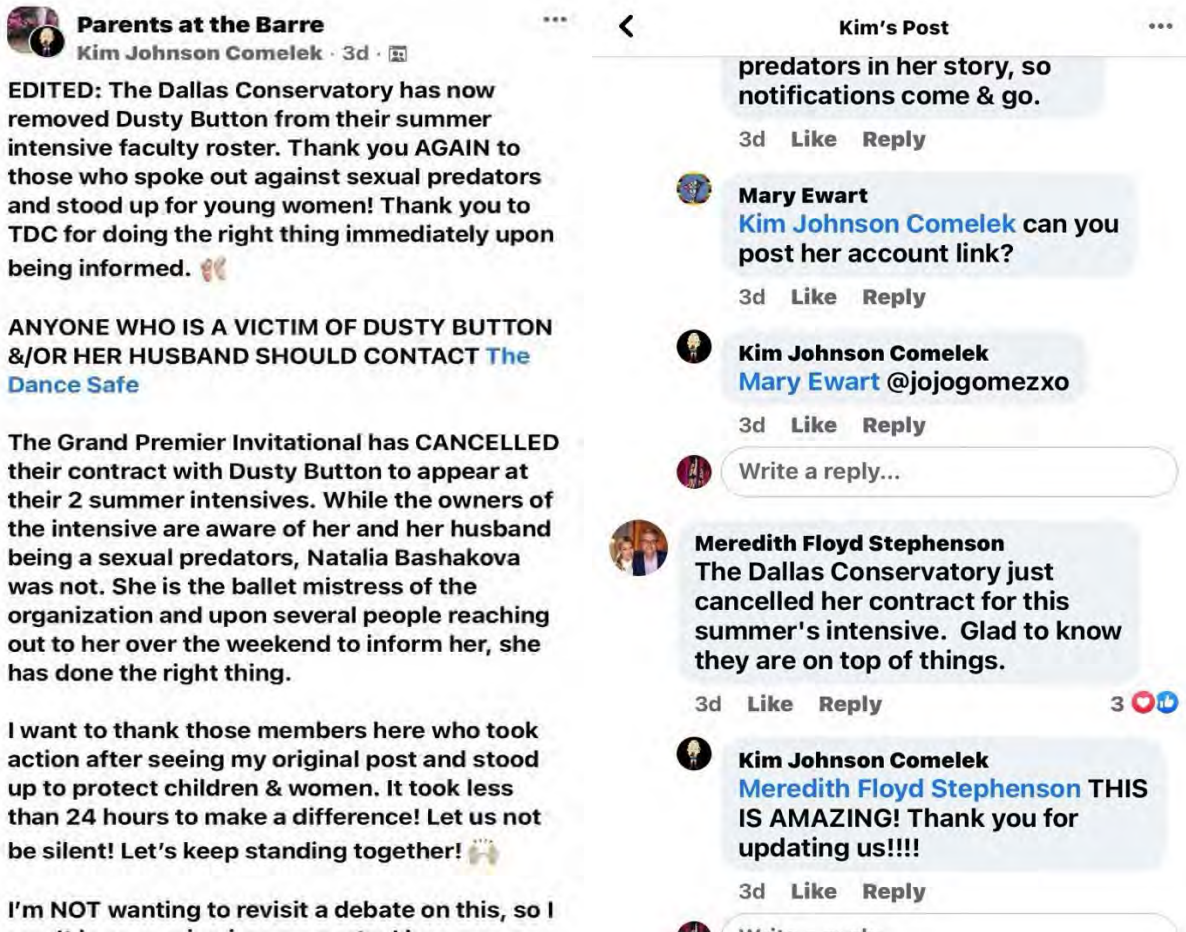 Parents at the Barre
Kim Johnson Comelek · 3d ·
EDITED: The Dallas Conservatory has now
removed Dusty Button from their summer
intensive faculty roster. Thank you AGAIN to
those who spoke out against sexual predators
and stood up for young women! Thank you to
TDC for doing the right thing immediately upon
being informed.
ANYONE WHO IS A VICTIM OF DUSTY BUTTON
&/OR HER HUSBAND SHOULD CONTACT The
Dance Safe
The Grand Premier Invitational has CANCELLED
their contract with Dusty Button to appear at
their 2 summer intensives. While the owners of
the intensive are aware of her and her husband
being a sexual predators, Natalia Bashakova
was not. She is the ballet mistress of the
organization and upon several people reaching
out to her over the weekend to inform her, she
has done the right thing.
I want to thank those members here who took
action after seeing my original post and stood
up to protect children & women. It took less
than 24 hours to make a difference! Let us not
be silent! Let's keep standing together!
I'm NOT wanting to revisit a debate on this, so I
Kim's Post
predators in her story, so
notifications come & go.
3d Like Reply
Mary Ewart
Kim Johnson Comelek can you
post her account link?
3d Like Reply
Kim Johnson Comelek
Mary Ewart @jojogomezxo
3d Like Reply
Write a reply...
Meredith Floyd Stephenson
The Dallas Conservatory just
cancelled her contract for this
summer's intensive. Glad to know
they are on top of things.
3d Like Reply 3
Kim Johnson Comelek
Meredith Floyd Stephenson THIS
IS AMAZING! Thank you for
updating us!!!!
3d Like Reply